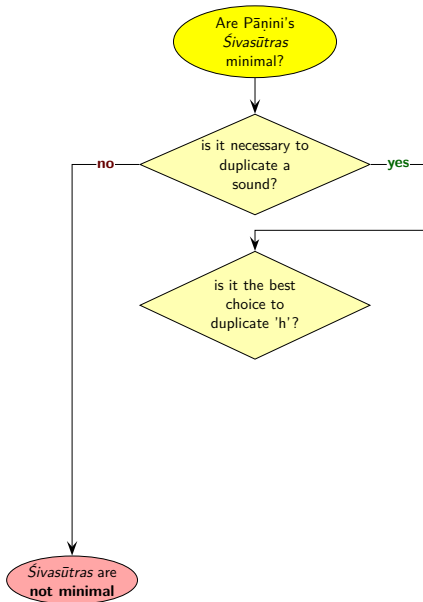 Are Pāṇini's
Śivasūtras
minimal?
is it necessary to
duplicate a
sound?
no
yes
is it the best
choice to
duplicate 'h'?
Śivasūtras are
not minimal